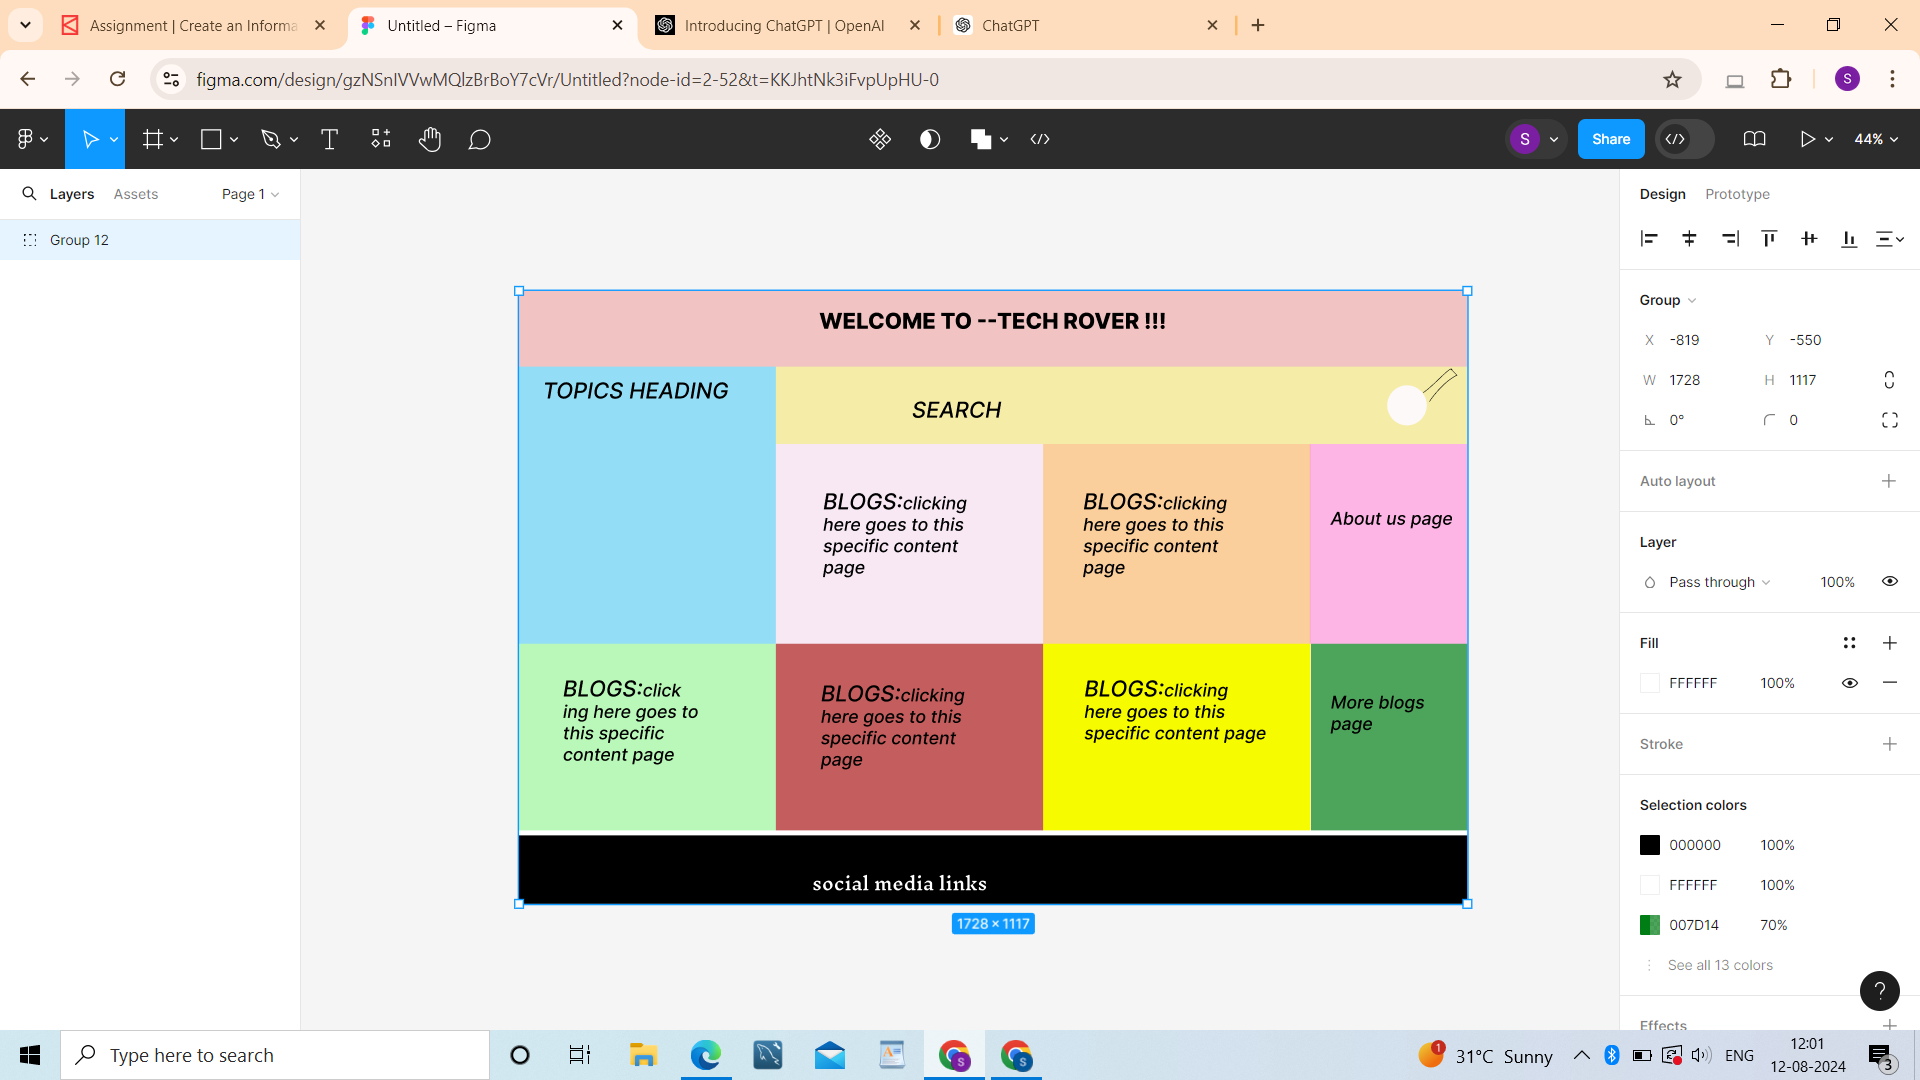 Assignment | Create an Informa
Untitled – Figma
Introducing ChatGPT | OpenAI
ChatGPT
figma.com/design/gzNSnIVVwMQlzBrBoY7cVr/Untitled?node-id=2-52&t=KKJhtNk3iFvpUpHU-0
S
S
Share
44%
Layers
Assets
Page 1
Group 12
WELCOME TO --TECH ROVER !!!
TOPICS HEADING
SEARCH
BLOGS:clicking
here goes to this
specific content
page
BLOGS:clicking
here goes to this
specific content
page
About us page
BLOGS:click
ing here goes to
this specific
content page
BLOGS:clicking
here goes to this
specific content
page
BLOGS:clicking
here goes to this
specific content page
More blogs
page
social media links
1728 × 1117
Design
Prototype
Group
X -819
Y -550
W 1728
H 1117
0°
0
Auto layout
Layer
Pass through
100%
Fill
FFFFFF 100%
Stroke
Selection colors
000000 100%
FFFFFF 100%
007D14 70%
See all 13 colors
?
Effects
Type here to search
S
1
31°C Sunny
ENG
12:01
12-08-2024
3